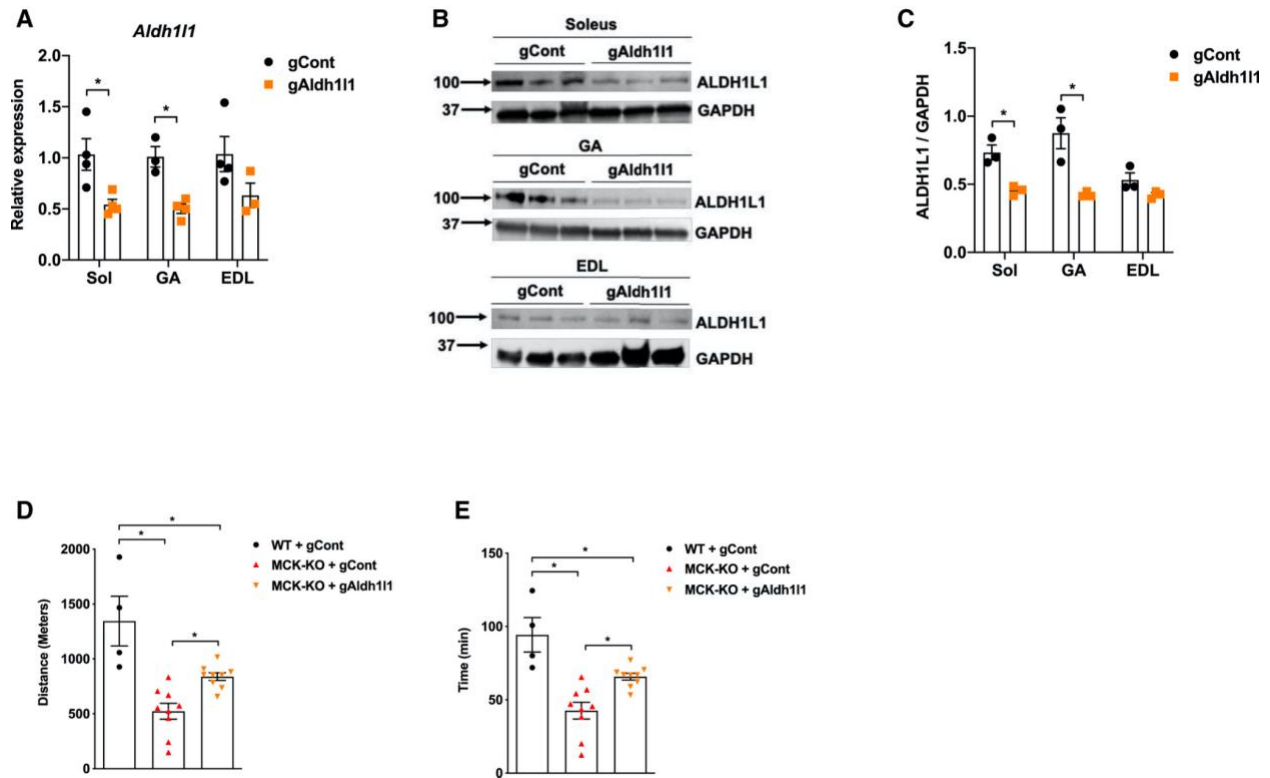 A
Aldh1l1
Relative expression
2.0
1.5
1.0
0.5
0.0
*
*
Sol GA EDL
gCont
gAldh1l1
B
Soleus
gCont gAldh1l1
100 ALDH1L1
37 GAPDH
GA
gCont gAldh1l1
100 ALDH1L1
37 GAPDH
EDL
gCont gAldh1l1
100 ALDH1L1
37 GAPDH
C
ALDH1L1 / GAPDH
1.5
1.0
0.5
0.0
*
*
Sol GA EDL
gCont
gAldh1l1
D
Distance (Meters)
2000
1500
1000
500
0
*
*
*
WT + gCont
MCK-KO + gCont
MCK-KO + gAldh1l1
E
Time (min)
150
100
50
0
*
*
*
WT + gCont
MCK-KO + gCont
MCK-KO + gAldh1l1